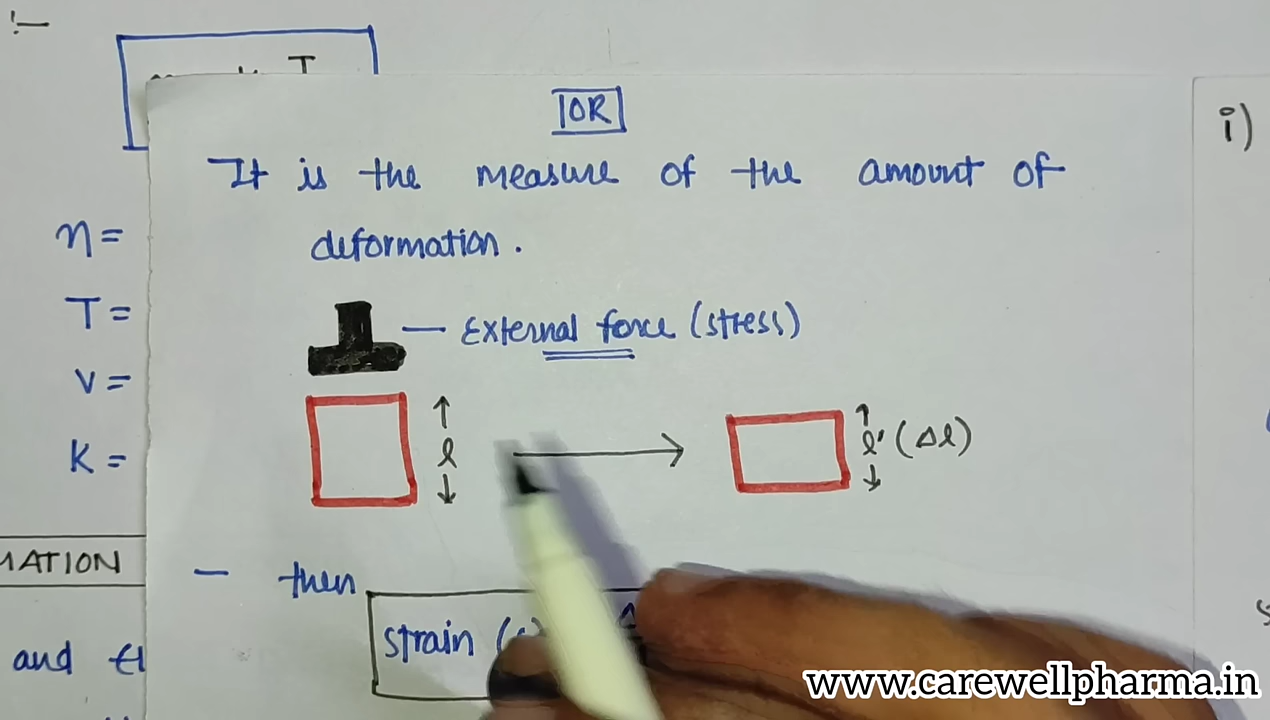 OR
i)
It is the measure of the amount of
deformation.
η =
T =
— External force (stress)
V =
K =
↑ l ↓ → ↑ l' (Δl) ↓
MATION
— then
strain
and
www.carewellpharma.in